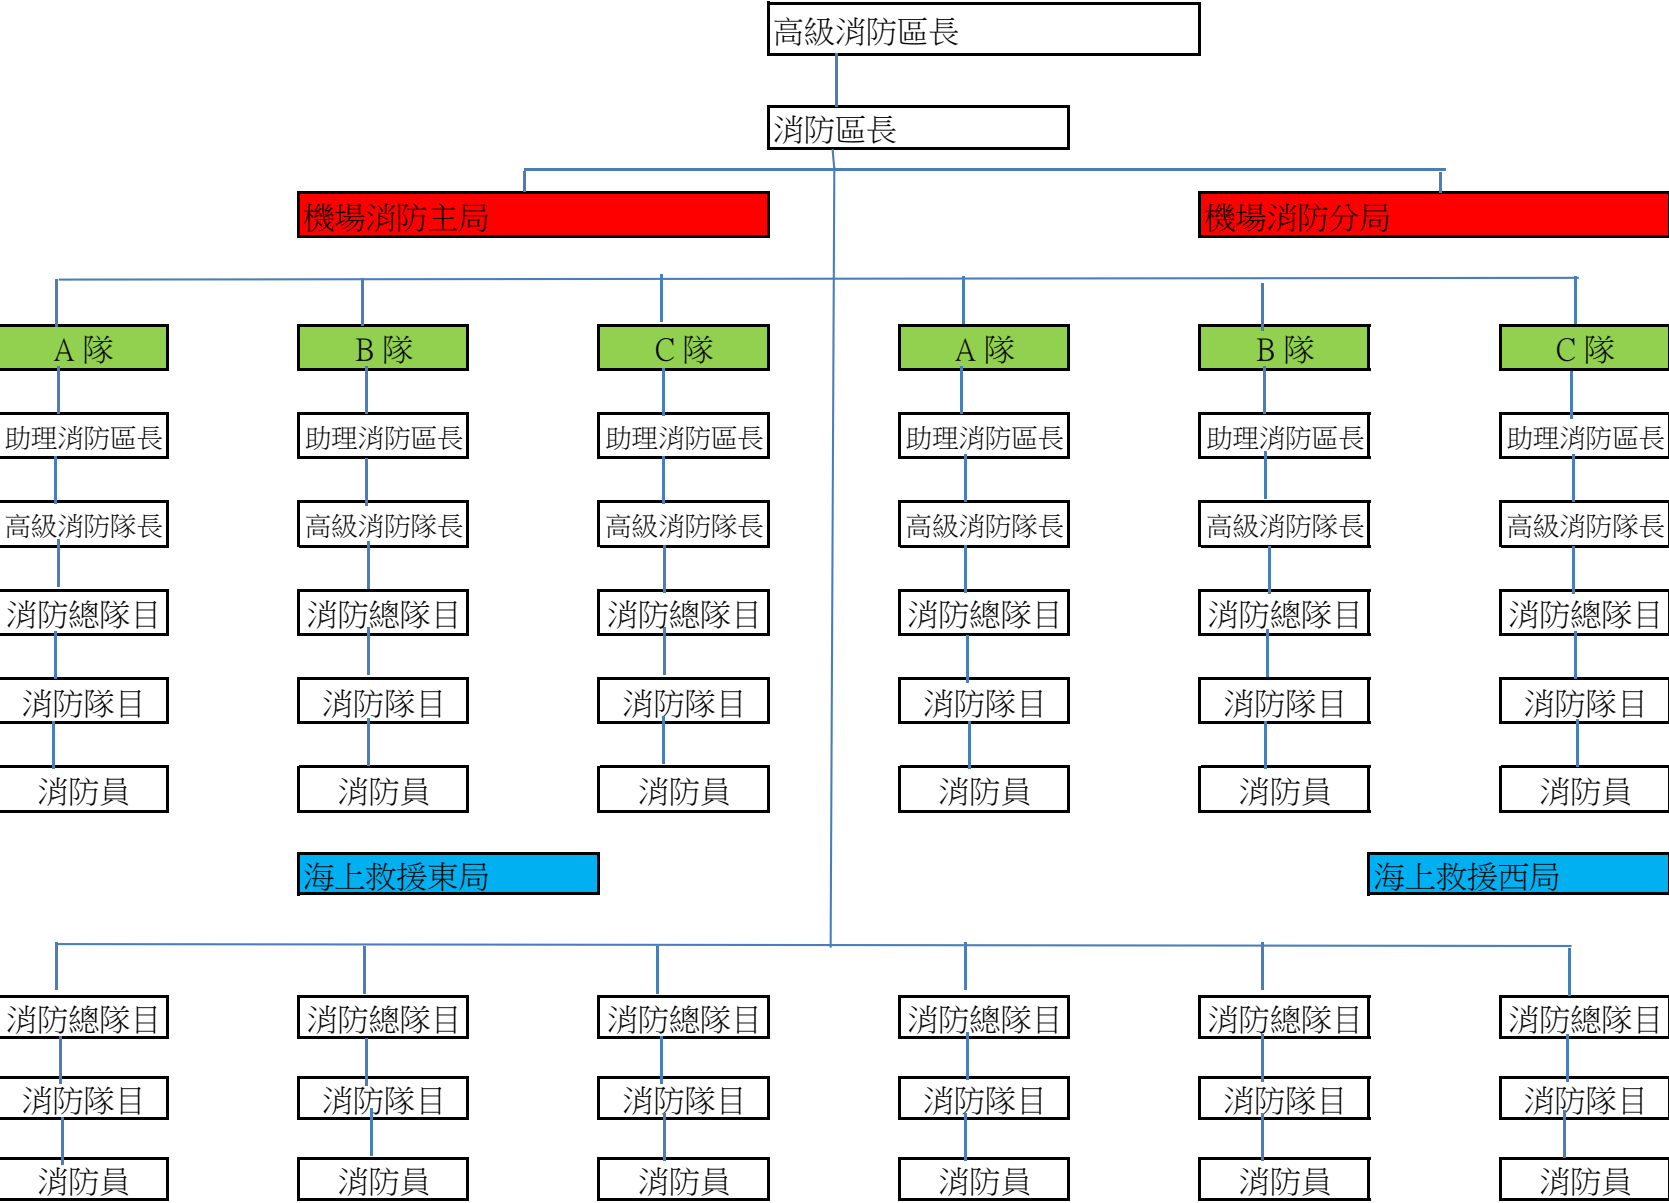 高級消防區長
消防區長
機場消防主局 機場消防分局
A 隊 B 隊 C 隊 A 隊 B 隊 C 隊
助理消防區長 助理消防區長 助理消防區長 助理消防區長 助理消防區長 助理消防區長
高級消防隊長 高級消防隊長 高級消防隊長 高級消防隊長 高級消防隊長 高級消防隊長
消防總隊目 消防總隊目 消防總隊目 消防總隊目 消防總隊目 消防總隊目
消防隊目 消防隊目 消防隊目 消防隊目 消防隊目 消防隊目
消防員 消防員 消防員 消防員 消防員 消防員
海上救援東局 海上救援西局
消防總隊目 消防總隊目 消防總隊目 消防總隊目 消防總隊目 消防總隊目
消防隊目 消防隊目 消防隊目 消防隊目 消防隊目 消防隊目
消防員 消防員 消防員 消防員 消防員 消防員